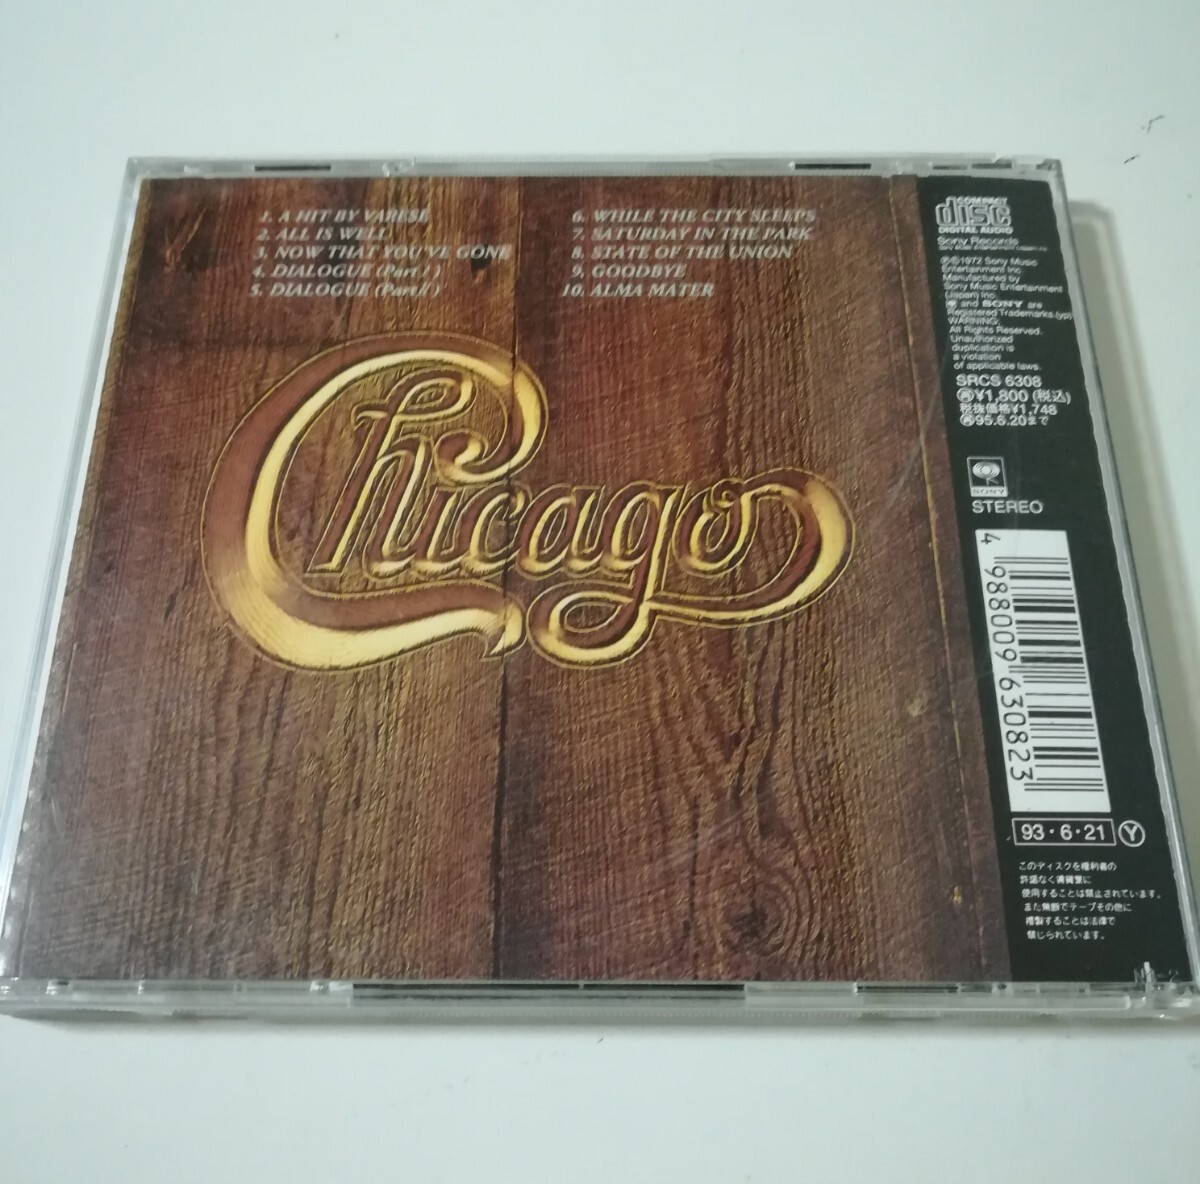 1. A HIT BY VARESE
2. ALL IS WELL
3. NOW THAT YOU'VE GONE
4. DIALOGUE (Part I)
5. DIALOGUE (Part II)
6. WHILE THE CITY SLEEPS
7. SATURDAY IN THE PARK
8. STATE OF THE UNION
9. GOODBYE
10. ALMA MATER
Chicago
COMPACT
disc
DIGITAL AUDIO
Sony Records
℗©1972 Sony Music
Entertainment Inc.
Manufactured by
Sony Music Entertainment
(Japan) Inc.
and SONY are
Registered Trademarks.(yp)
WARNING:
All Rights Reserved.
Unauthorized
duplication is
a violation
of applicable laws.
SRCS 6308
¥1,800 (税込)
税抜価格¥1,748
95.6.20まで
SONY
STEREO
4 988009 630823
93・6・21 Y
このディスクを権利者の
許諾なく賃貸業に
使用することは禁止されています。
また無断でテープその他に
複製することは法律で
禁じられています。